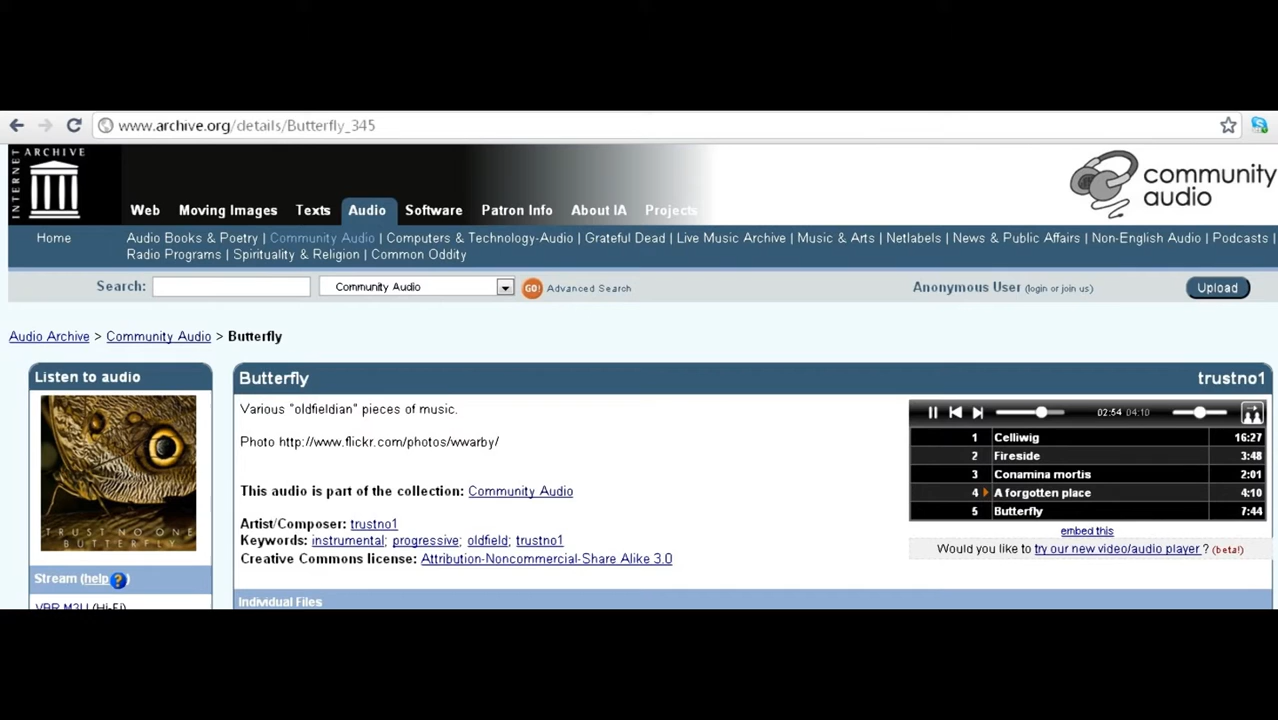 www.archive.org/details/Butterfly_345
INTERNET ARCHIVE
community
audio
Web Moving Images Texts Audio Software Patron Info About IA Projects
Home
Audio Books & Poetry | Community Audio | Computers & Technology-Audio | Grateful Dead | Live Music Archive | Music & Arts | Netlabels | News & Public Affairs | Non-English Audio | Podcasts |
Radio Programs | Spirituality & Religion | Common Oddity
Search: Community Audio GO! Advanced Search Anonymous User (login or join us) Upload
Audio Archive > Community Audio > Butterfly
Listen to audio
TRUST NO ONE
BUTTERFLY
Stream (help ?)
VBR M3U (Hi-Fi)
Butterfly trustno1
Various "oldfieldian" pieces of music.
Photo http://www.flickr.com/photos/wwarby/
This audio is part of the collection: Community Audio
Artist/Composer: trustno1
Keywords: instrumental; progressive; oldfield; trustno1
Creative Commons license: Attribution-Noncommercial-Share Alike 3.0
Individual Files
02:54 04:10
1 Celliwig 16:27
2 Fireside 3:48
3 Conamina mortis 2:01
4 A forgotten place 4:10
5 Butterfly 7:44
embed this
Would you like to try our new video/audio player ? (beta!)